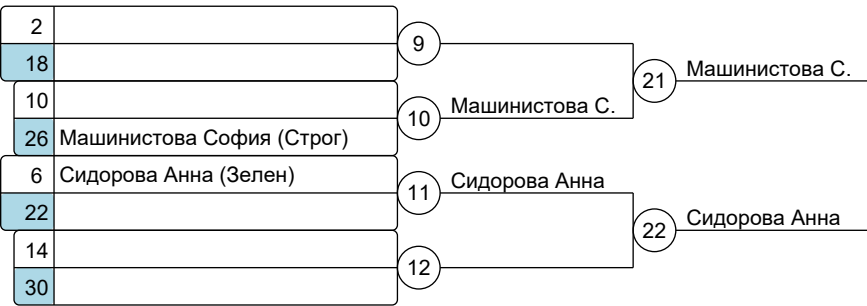 2
9
18
21 Машинистова С.
10
10 Машинистова С.
26 Машинистова София (Строг)
6 Сидорова Анна (Зелен)
11 Сидорова Анна
22
22 Сидорова Анна
14
12
30